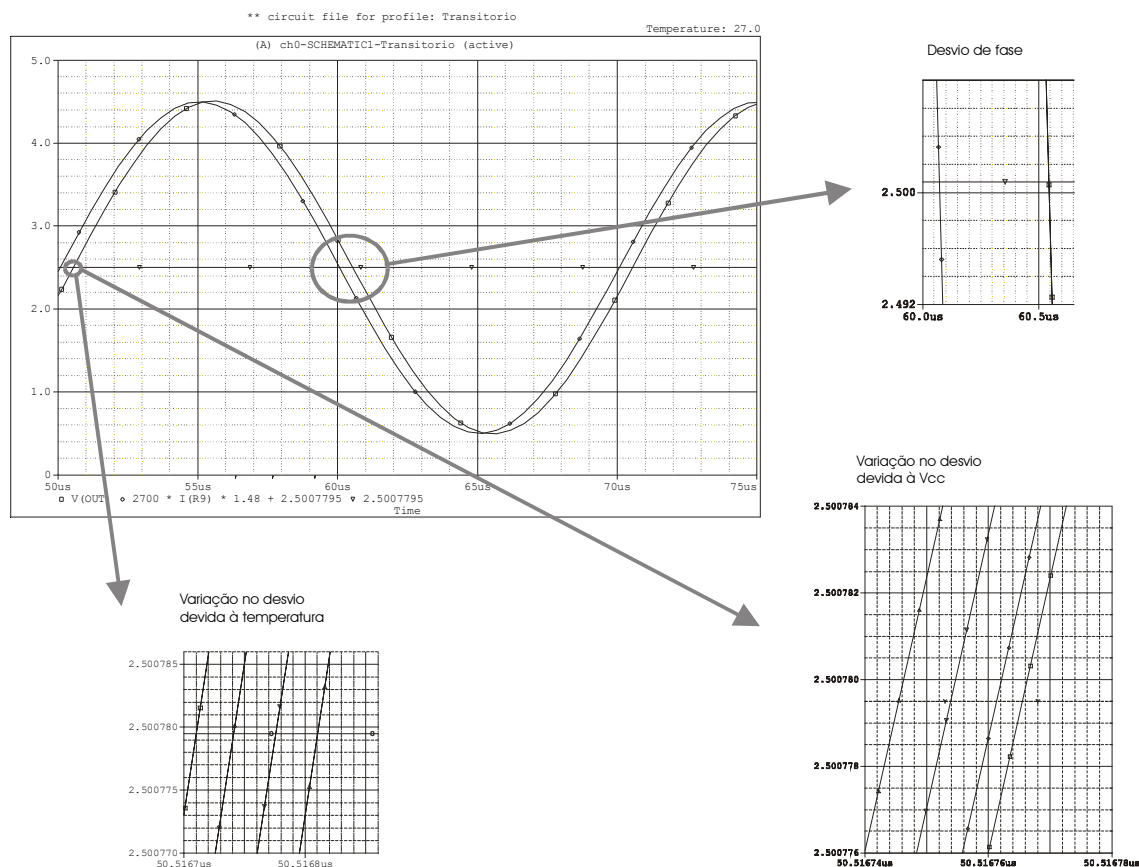 ** circuit file for profile: Transitorio
Temperature: 27.0
(A) ch0-SCHEMATIC1-Transitorio (active)
5.0
4.0
3.0
2.0
1.0
0
50us
55us
60us
65us
70us
75us
V(OUT
2700 * I(R9) * 1.48 + 2.5007795
2.5007795
Time
Desvio de fase
2.500
2.492
60.0us
60.5us
Variação no desvio
devida à temperatura
2.500785
2.500780
2.500775
2.500770
50.5167us
50.5168us
Variação no desvio
devida à Vcc
2.500784
2.500782
2.500780
2.500778
2.500776
50.51674us
50.51676us
50.51678us